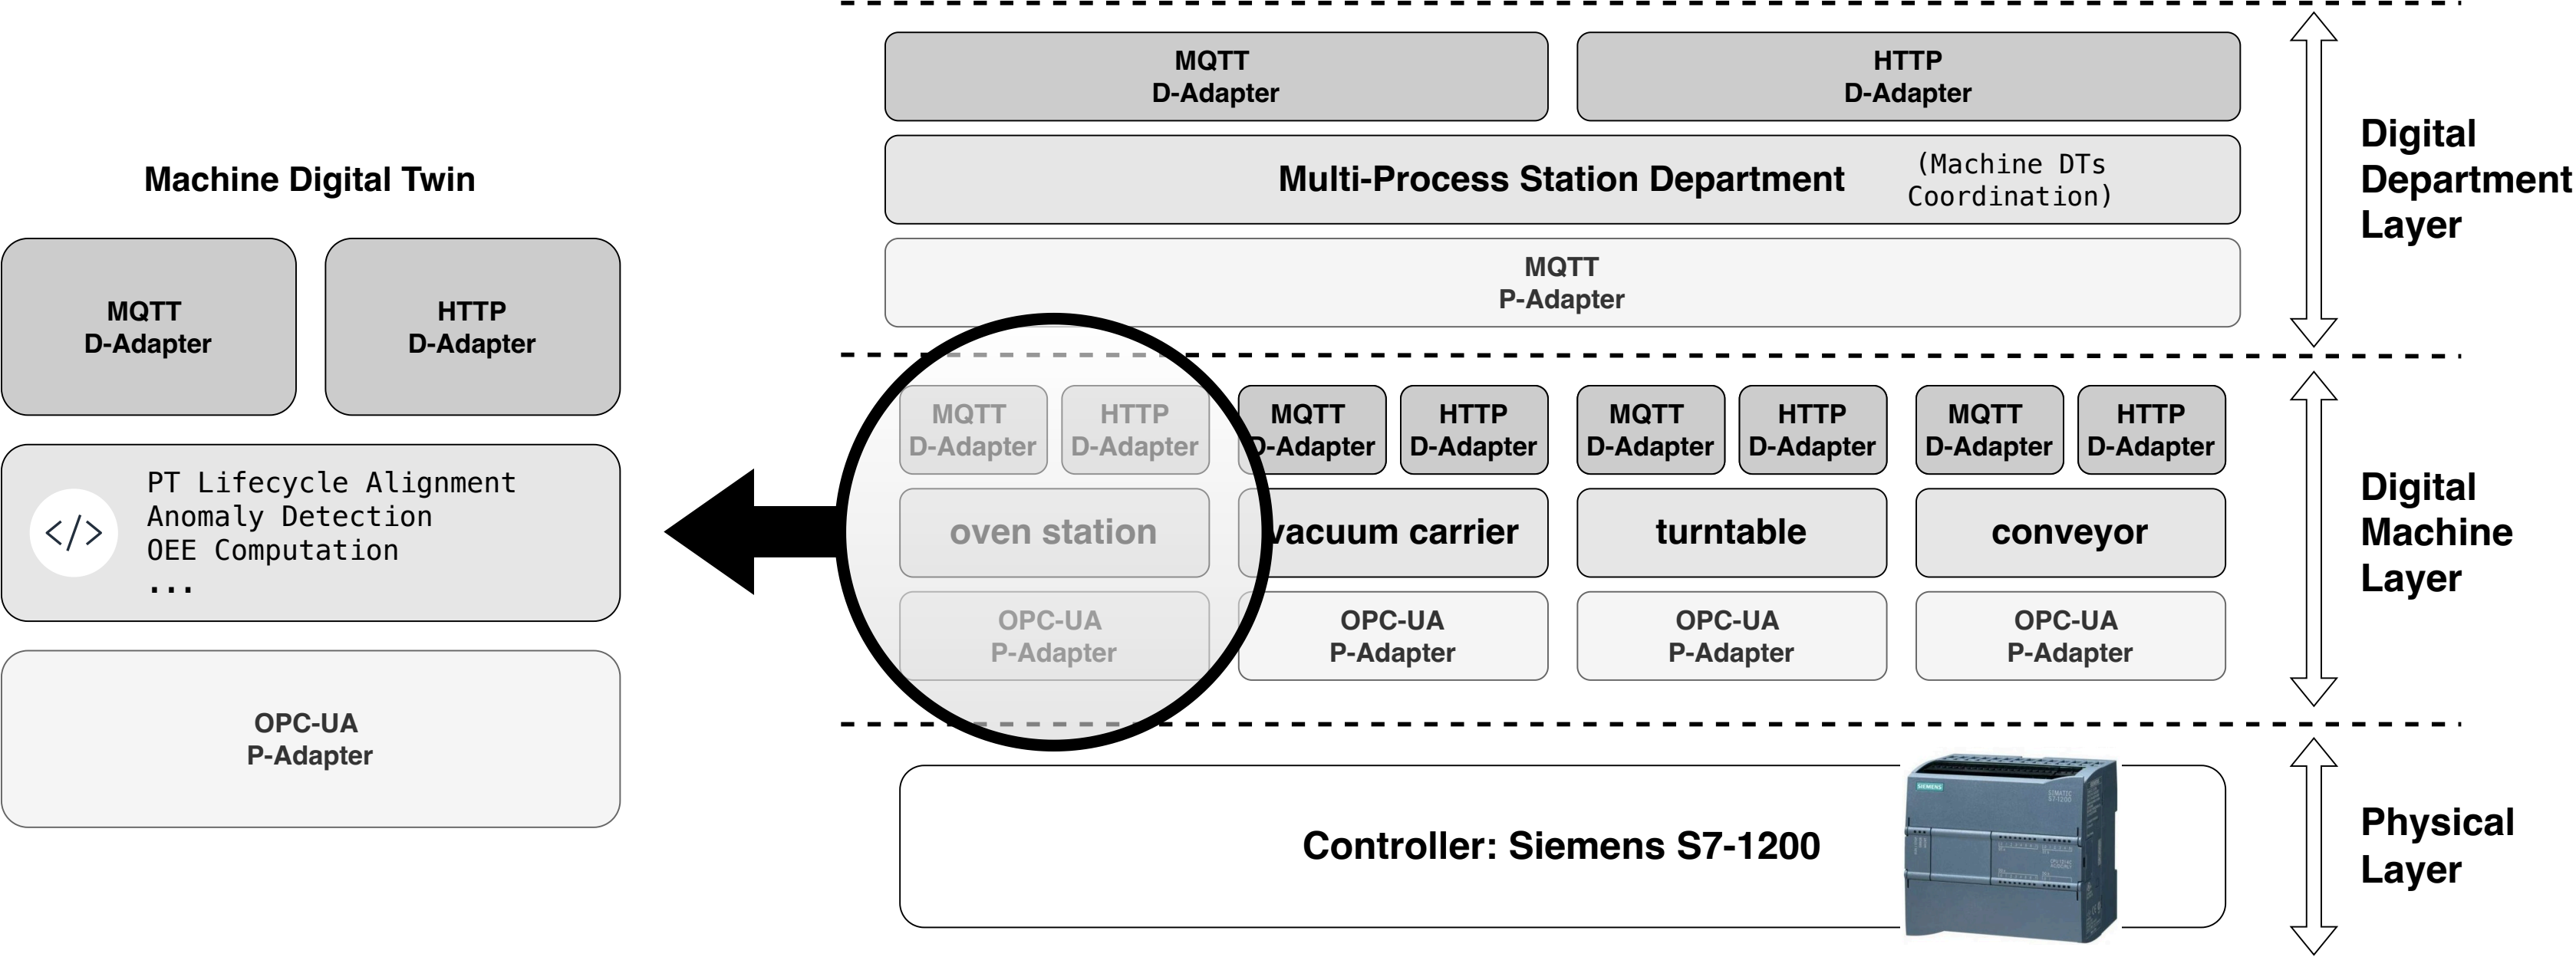 Machine Digital Twin
MQTT
D-Adapter
HTTP
D-Adapter
PT Lifecycle Alignment
Anomaly Detection
OEE Computation
...
</>
OPC-UA
P-Adapter
MQTT
D-Adapter
HTTP
D-Adapter
Multi-Process Station Department
(Machine DTs
Coordination)
MQTT
P-Adapter
Digital
Department
Layer
MQTT
D-Adapter
HTTP
D-Adapter
MQTT
D-Adapter
HTTP
D-Adapter
MQTT
D-Adapter
HTTP
D-Adapter
MQTT
D-Adapter
HTTP
D-Adapter
oven station
vacuum carrier
turntable
conveyor
OPC-UA
P-Adapter
OPC-UA
P-Adapter
OPC-UA
P-Adapter
OPC-UA
P-Adapter
Digital
Machine
Layer
Controller: Siemens S7-1200
SIEMENS
SIMATIC
S7-1200
Physical
Layer